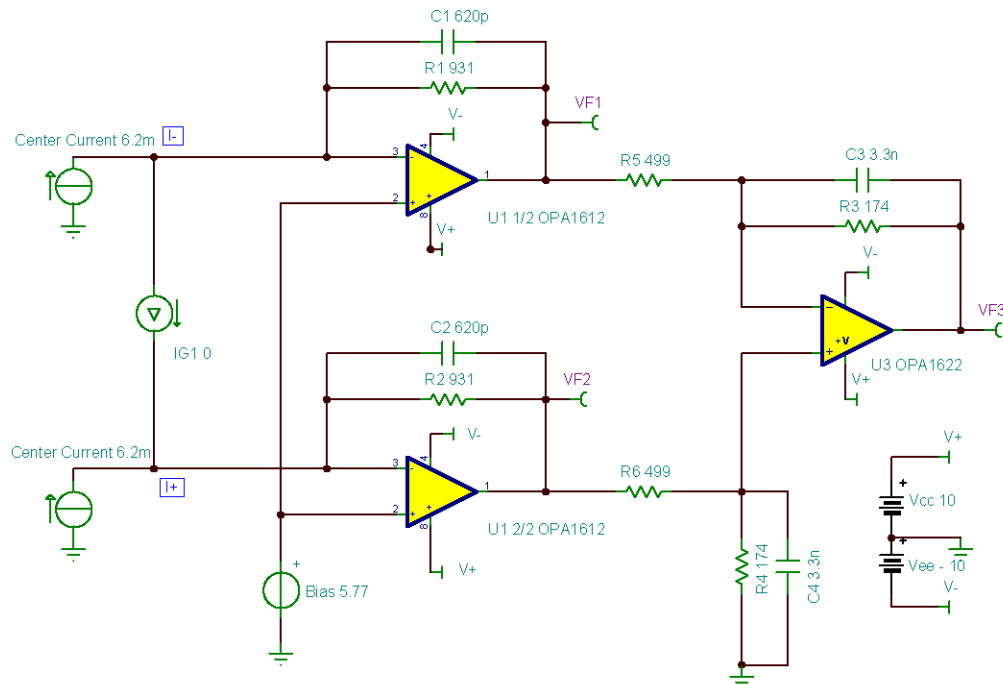 C1 620p
R1 931
VF1
V-
Center Current 6.2m
I-
3
4
-
2
+
+
8
1
U1 1/2 OPA1612
V+
R5 499
C3 3.3n
R3 174
V-
VF3
-
+
+V
U3 OPA1622
V+
IG1 0
C2 620p
R2 931
VF2
V-
Center Current 6.2m
I+
3
4
-
2
+
+
8
1
U1 2/2 OPA1612
V+
R6 499
R4 174
C4 3.3n
+
Bias 5.77
V+
+
Vcc 10
+
Vee - 10
V-